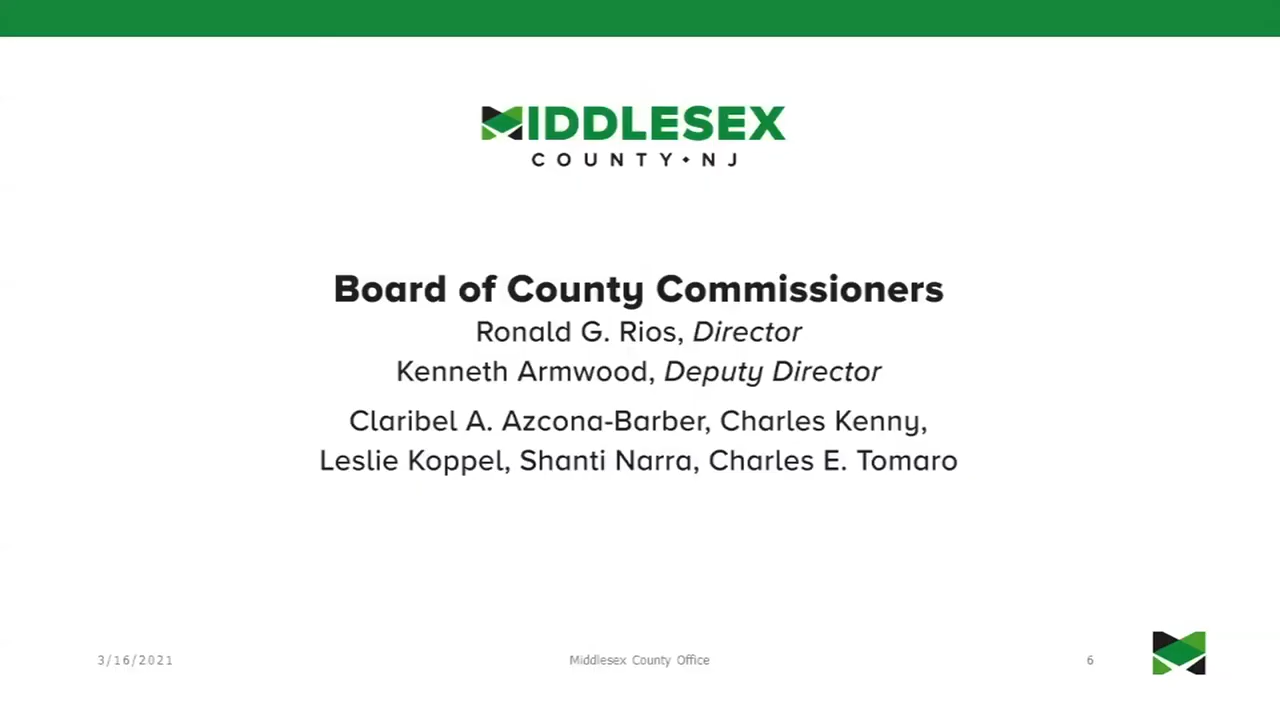 MIDDLESEX
COUNTY•NJ
Board of County Commissioners
Ronald G. Rios, Director
Kenneth Armwood, Deputy Director
Claribel A. Azcona-Barber, Charles Kenny,
Leslie Koppel, Shanti Narra, Charles E. Tomaro
3/16/2021
Middlesex County Office
6